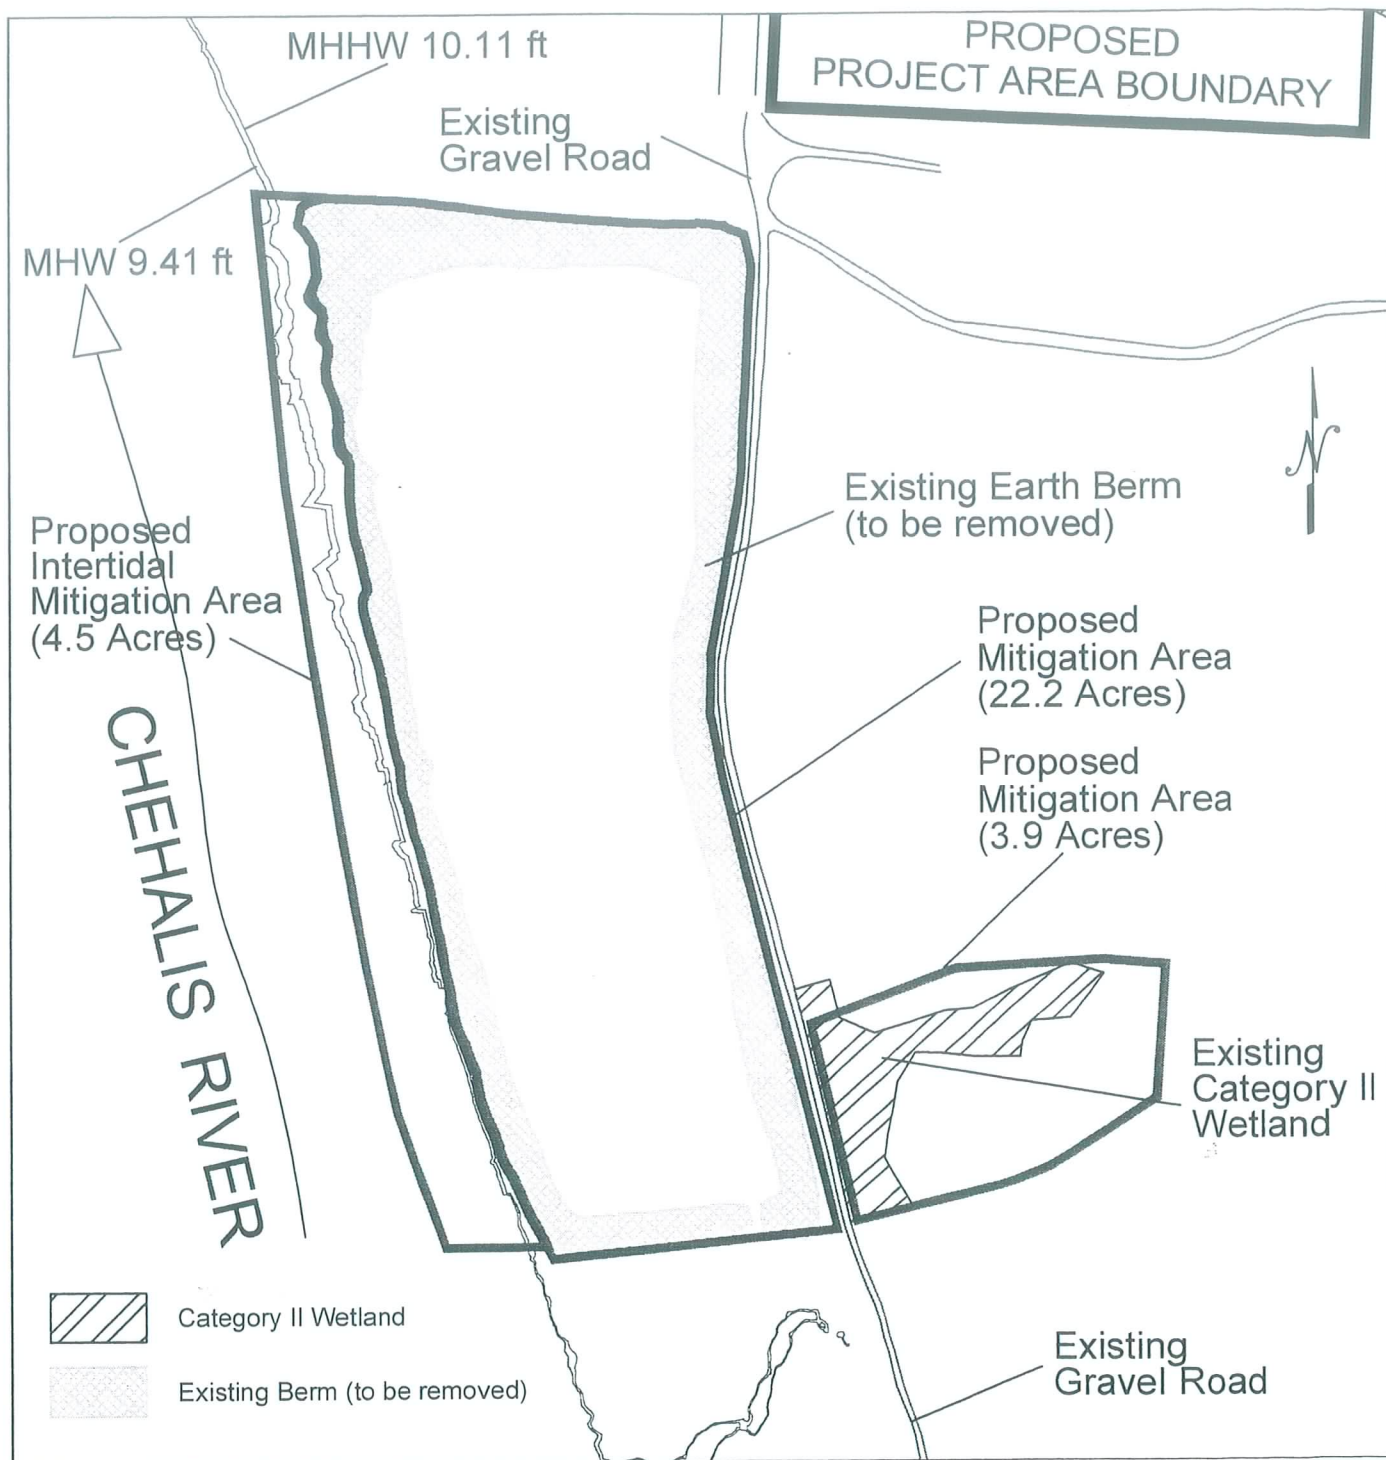 PROPOSED
PROJECT AREA BOUNDARY
MHHW 10.11 ft
Existing
Gravel Road
MHW 9.41 ft
N
Existing Earth Berm
(to be removed)
Proposed
Intertidal
Mitigation Area
(4.5 Acres)
Proposed
Mitigation Area
(22.2 Acres)
Proposed
Mitigation Area
(3.9 Acres)
CHEHALIS RIVER
Existing
Category II
Wetland
Category II Wetland
Existing Berm (to be removed)
Existing
Gravel Road